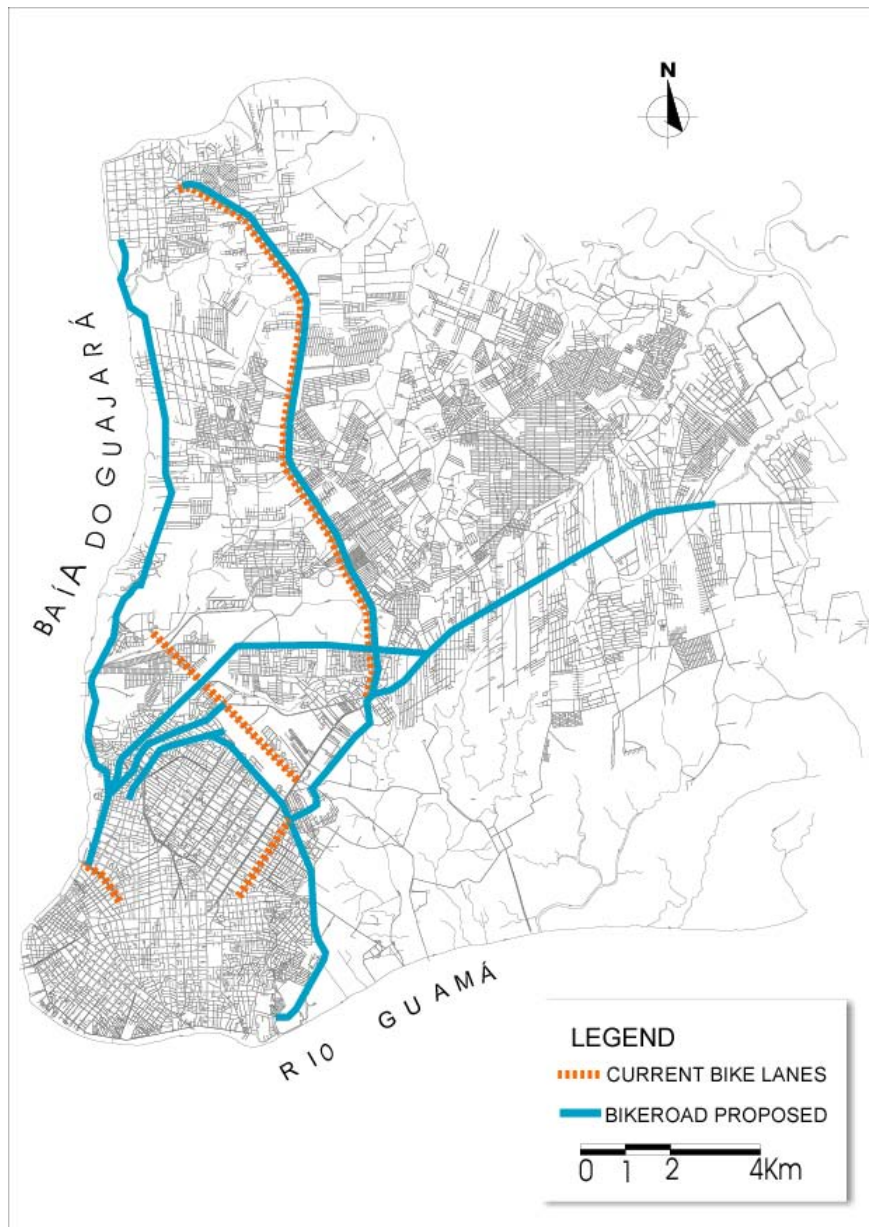 N
BAÍA DO GUAJARÁ
RIO GUAMÁ
LEGEND
CURRENT BIKE LANES
BIKEROAD PROPOSED
0 1 2 4Km